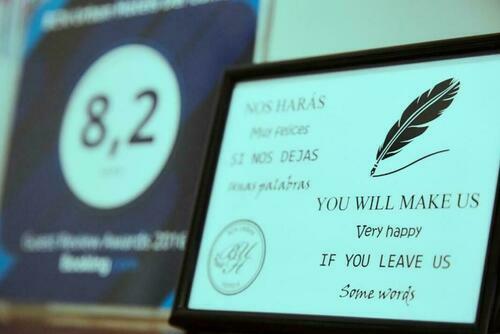 8,2
Guest Review Awards 2016
Booking.com
NOS HARÁS
Muy felices
SI NOS DEJAS
unas palabras
YOU WILL MAKE US
Very happy
IF YOU LEAVE US
Some words